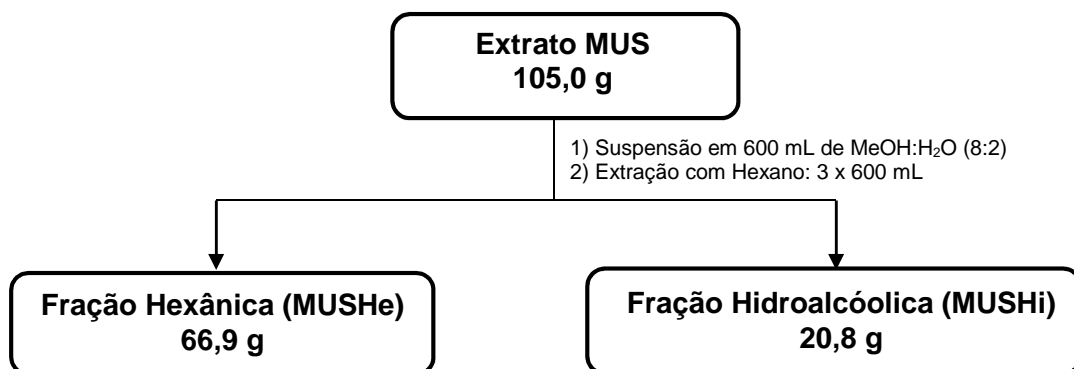 Extrato MUS
105,0 g
1) Suspensão em 600 mL de MeOH:H₂O (8:2)
2) Extração com Hexano: 3 x 600 mL
Fração Hexânica (MUSHe)
66,9 g
Fração Hidroalcóolica (MUSHi)
20,8 g